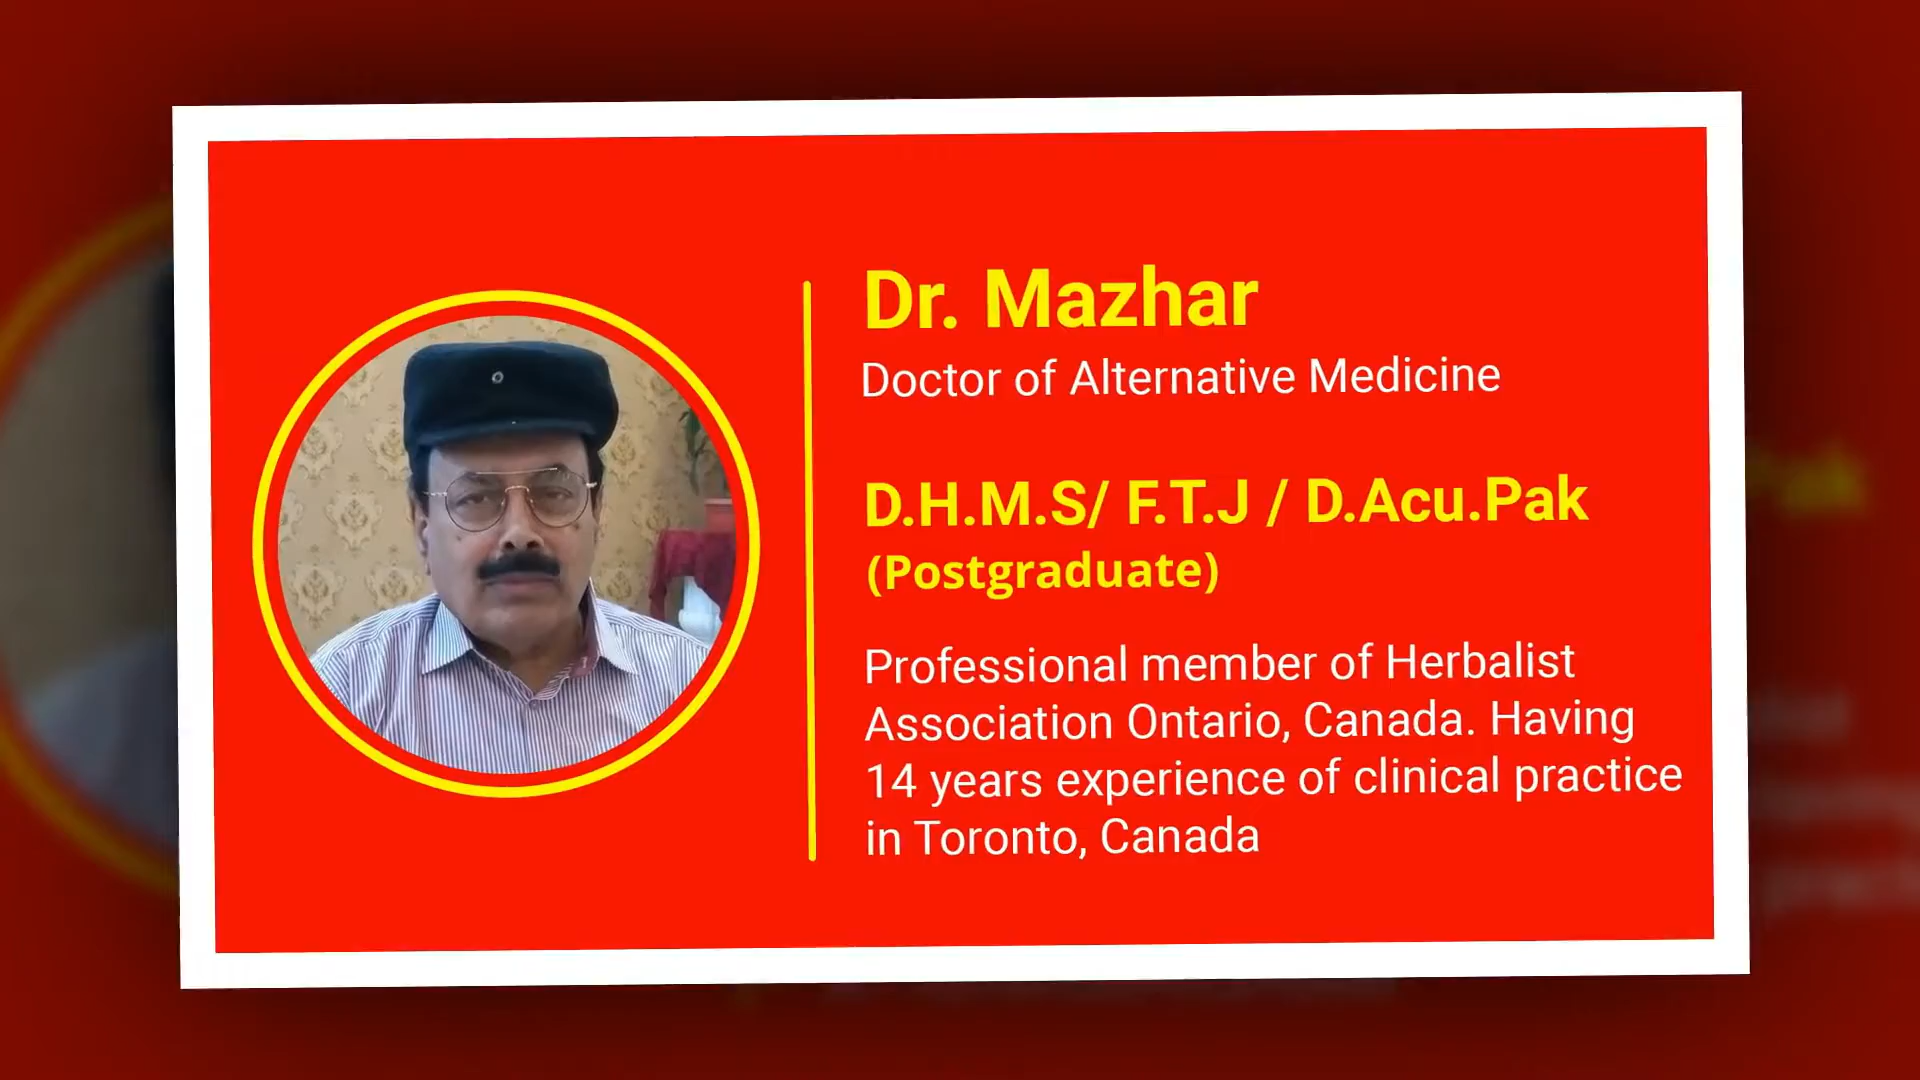 Dr. Mazhar
Doctor of Alternative Medicine
D.H.M.S/ F.T.J / D.Acu.Pak
(Postgraduate)
Professional member of Herbalist
Association Ontario, Canada. Having
14 years experience of clinical practice
in Toronto, Canada